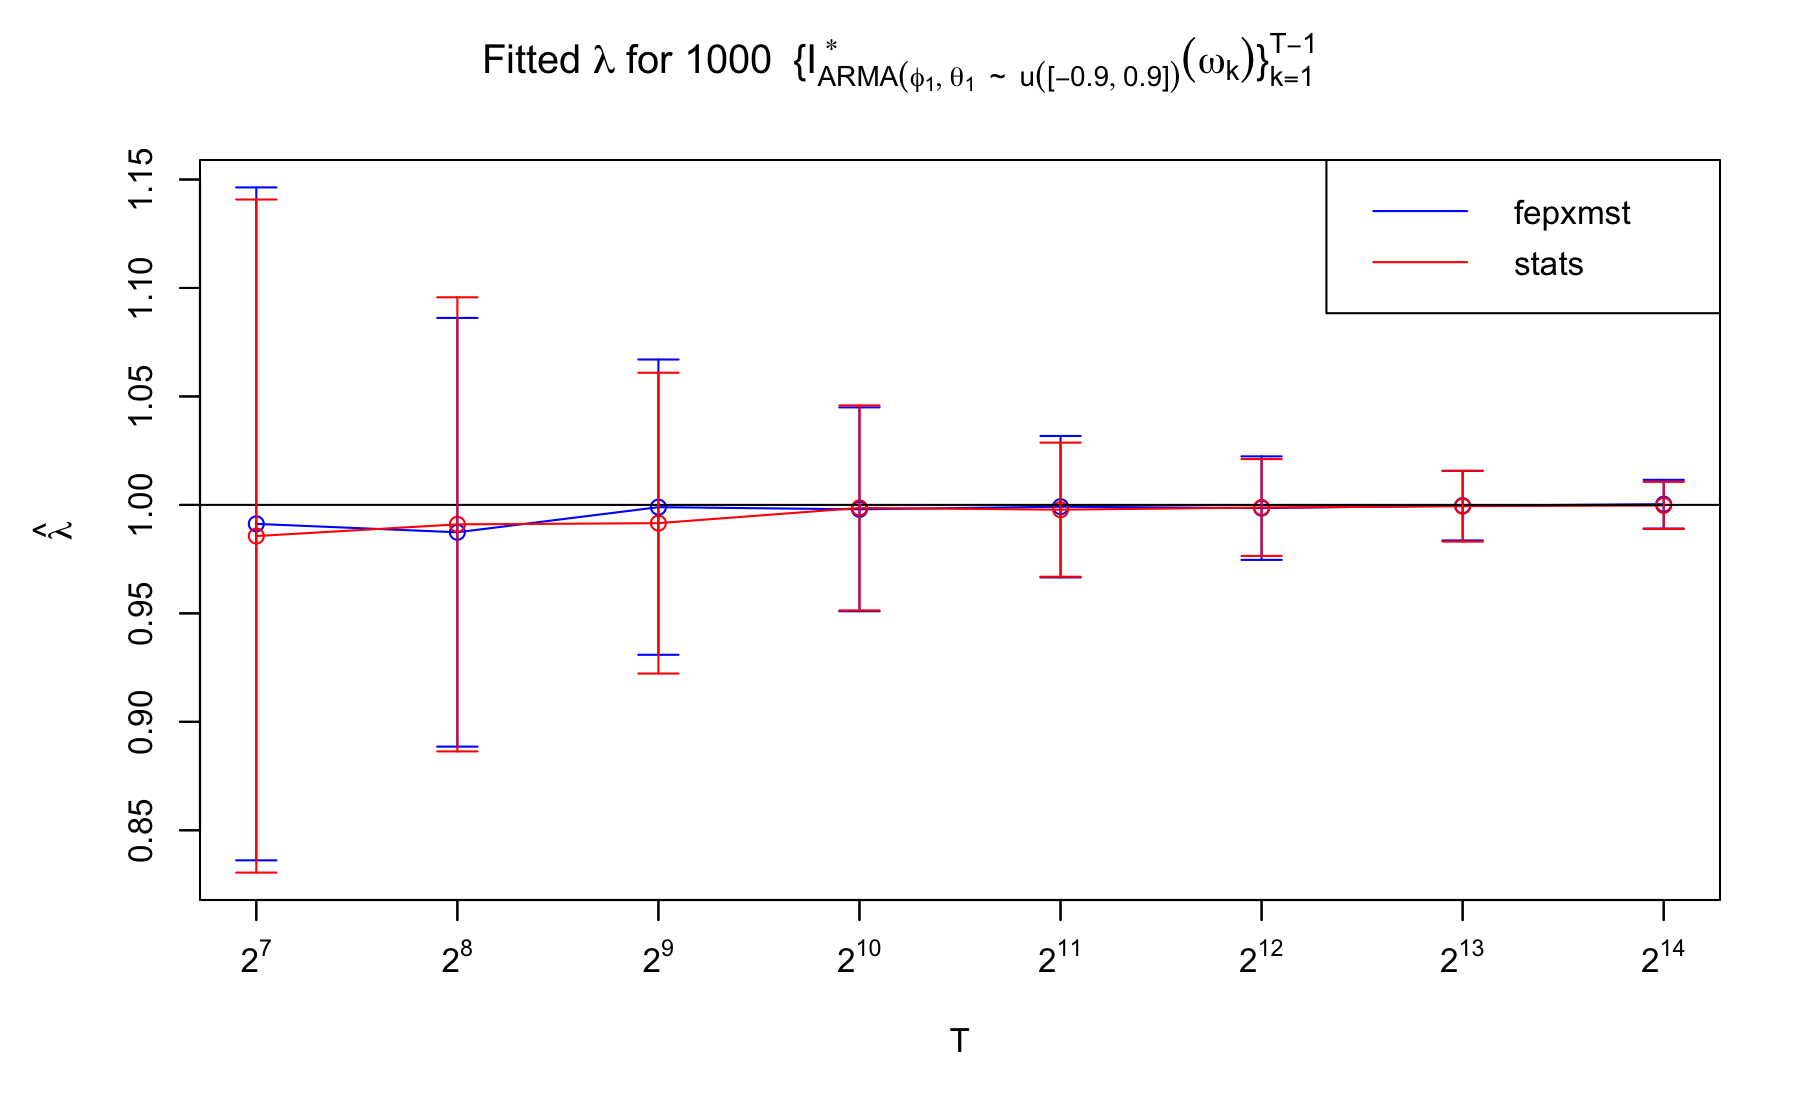 Fitted λ for 1000 {I*ARMA(ϕ1, θ1 ~ u([−0.9, 0.9])(ωk)}T−1k=1
fepxmst
stats
1.15
1.10
1.05
1.00
0.95
0.90
0.85
λ̂
2^7 2^8 2^9 2^10 2^11 2^12 2^13 2^14
T